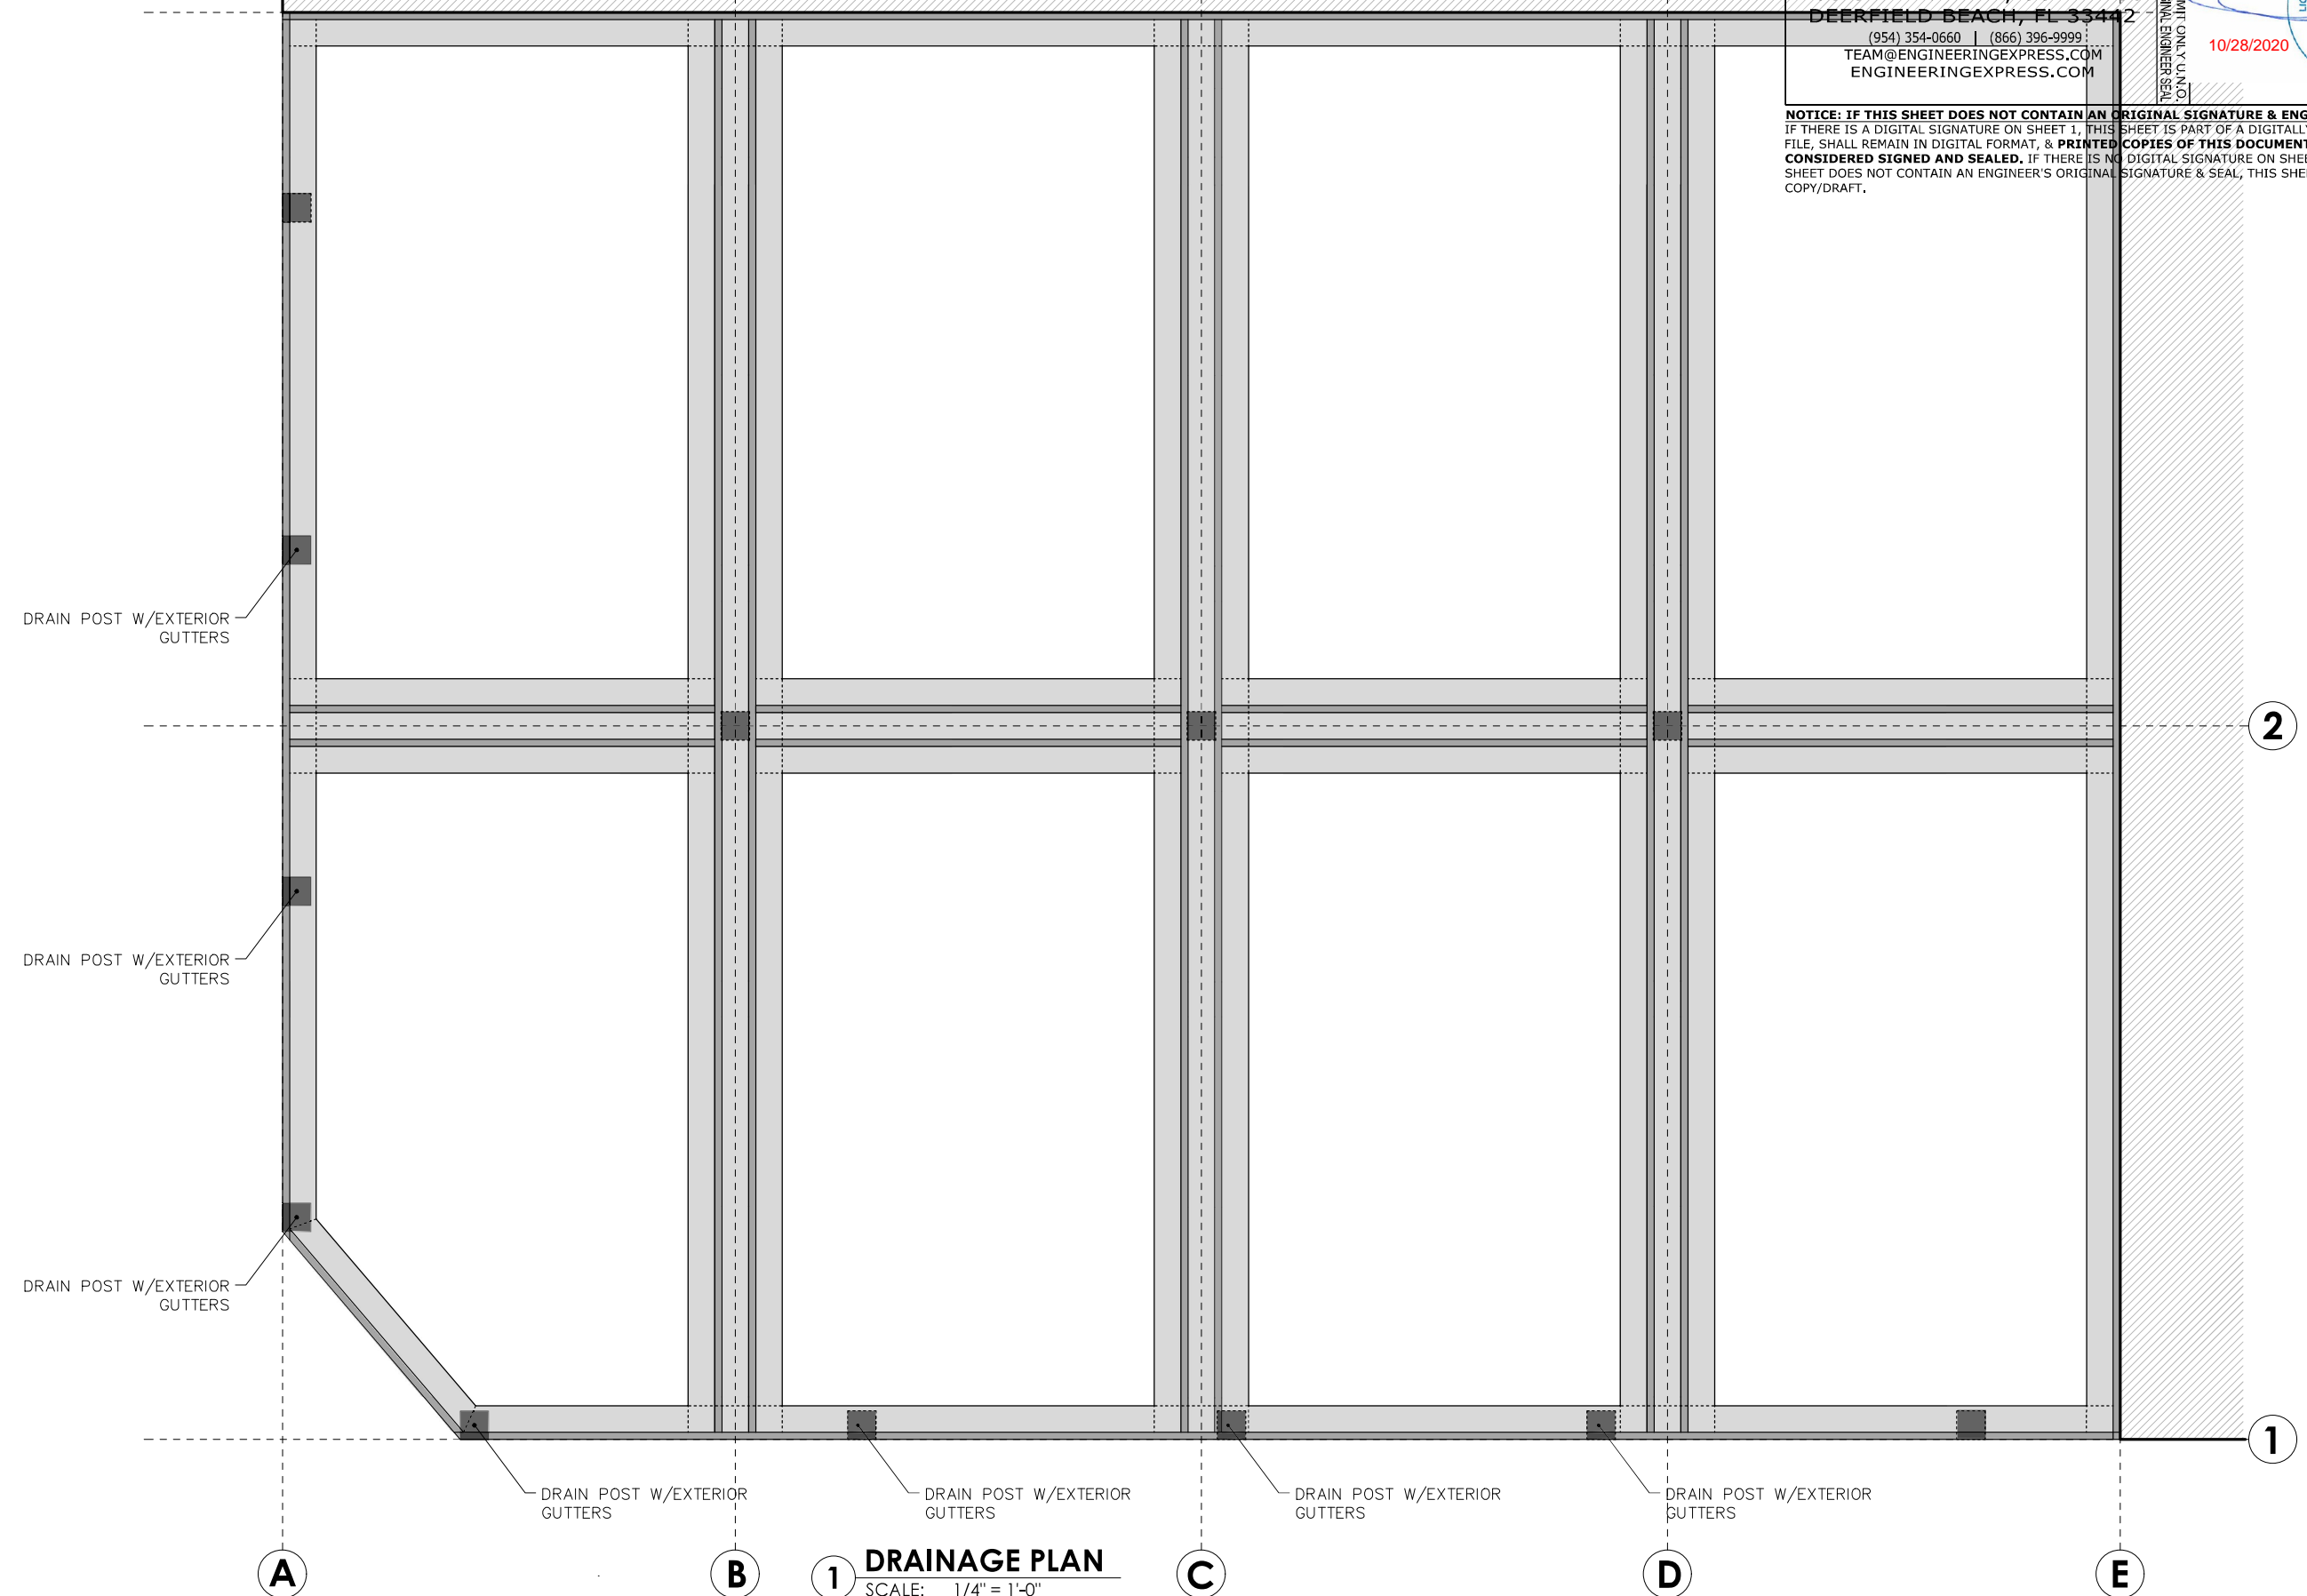 DEERFIELD BEACH, FL 33442
(954) 354-0660 | (866) 396-9999
TEAM@ENGINEERINGEXPRESS.COM
ENGINEERINGEXPRESS.COM
MIT ONLY U.N.O.
INAL ENGINEER SEAL
10/28/2020
NOTICE: IF THIS SHEET DOES NOT CONTAIN AN ORIGINAL SIGNATURE & ENG
IF THERE IS A DIGITAL SIGNATURE ON SHEET 1, THIS SHEET IS PART OF A DIGITALL
FILE, SHALL REMAIN IN DIGITAL FORMAT, & PRINTED COPIES OF THIS DOCUMENT
CONSIDERED SIGNED AND SEALED. IF THERE IS NO DIGITAL SIGNATURE ON SHEE
SHEET DOES NOT CONTAIN AN ENGINEER'S ORIGINAL SIGNATURE & SEAL, THIS SHE
COPY/DRAFT.
DRAIN POST W/EXTERIOR
GUTTERS
2
DRAIN POST W/EXTERIOR
GUTTERS
DRAIN POST W/EXTERIOR
GUTTERS
1
DRAIN POST W/EXTERIOR
GUTTERS
DRAIN POST W/EXTERIOR
GUTTERS
DRAIN POST W/EXTERIOR
GUTTERS
DRAIN POST W/EXTERIOR
GUTTERS
A
B
1 DRAINAGE PLAN
SCALE: 1/4" = 1'-0"
C
D
E